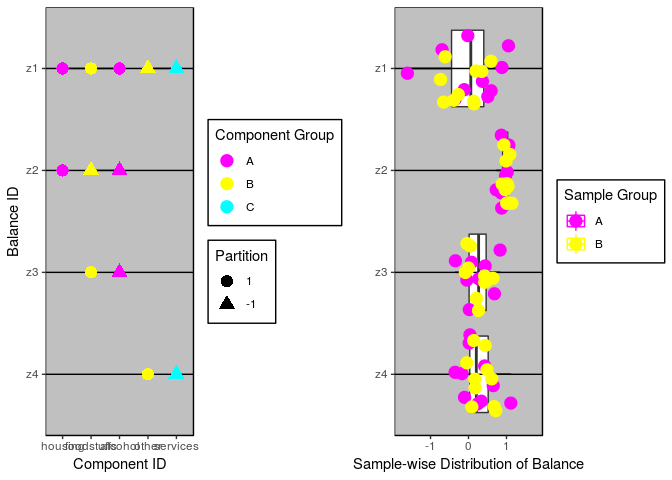 Balance ID
z1
z2
z3
z4
housing
foodstuffs
alcohol
other
services
Component ID
Component Group
A
B
C
Partition
1
-1
z1
z2
z3
z4
-1
0
1
Sample-wise Distribution of Balance
Sample Group
A
B